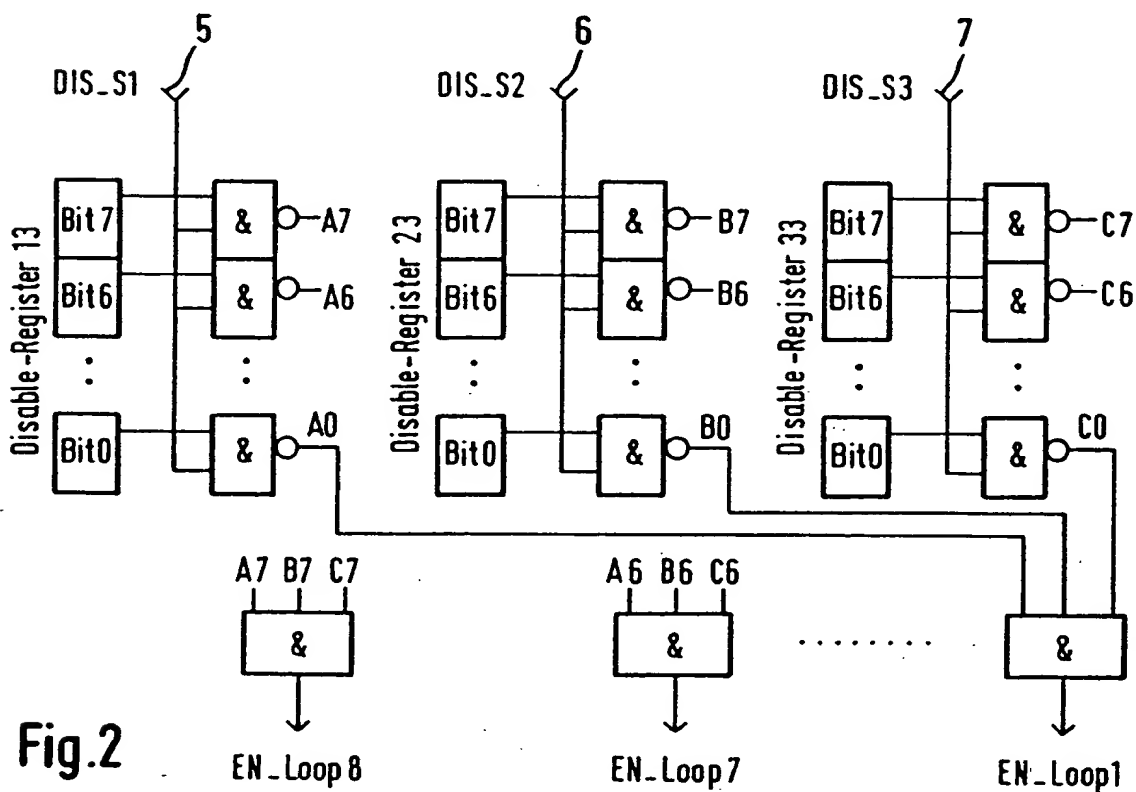 5 6 7
DIS_S1 DIS_S2 DIS_S3
Disable-Register 13
Bit7 & A7
Bit6 & A6
Bit0 & A0
Disable-Register 23
Bit7 & B7
Bit6 & B6
Bit0 & B0
Disable-Register 33
Bit7 & C7
Bit6 & C6
Bit0 & C0
A7 B7 C7 A6 B6 C6
& & ........ &
Fig.2
EN_Loop8 EN_Loop7 EN_Loop1